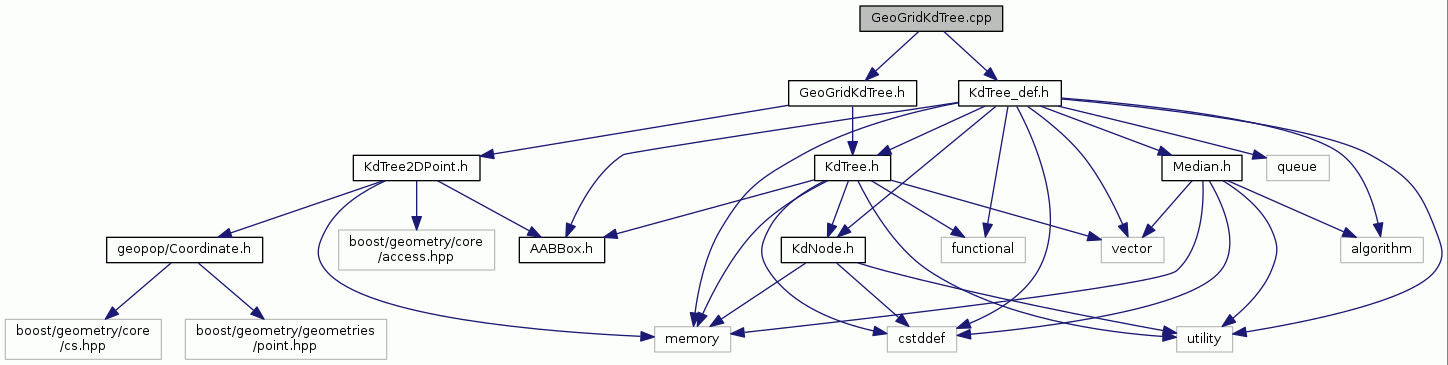 GeoGridKdTree.cpp
GeoGridKdTree.h
KdTree_def.h
KdTree2DPoint.h
KdTree.h
Median.h
queue
geopop/Coordinate.h
boost/geometry/core
/access.hpp
AABBox.h
KdNode.h
functional
vector
algorithm
boost/geometry/core
/cs.hpp
boost/geometry/geometries
/point.hpp
memory
cstddef
utility